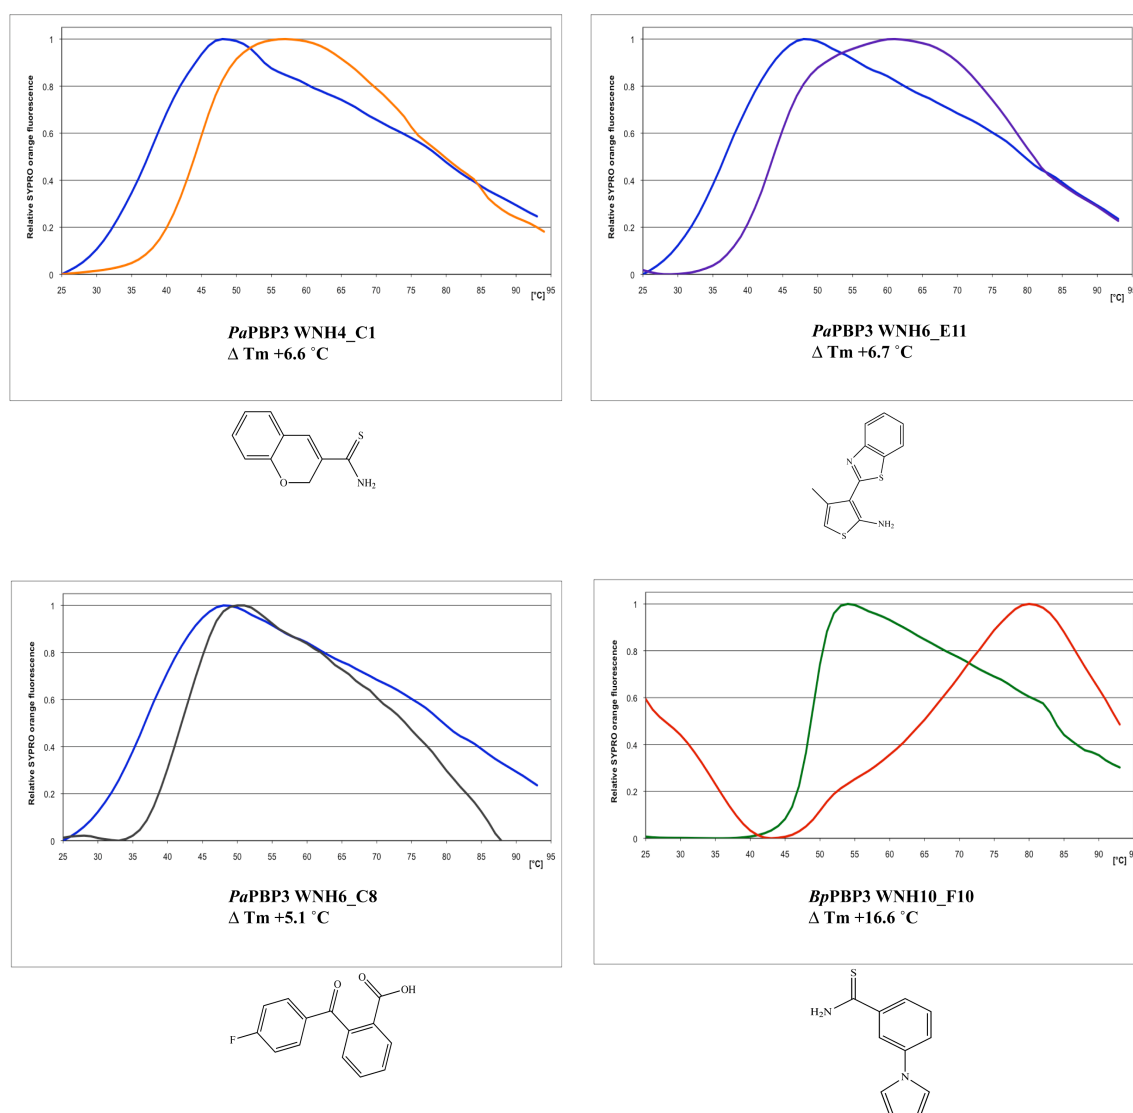 Relative SYPRO orange fluorescence
1
0.8
0.6
0.4
0.2
0
25 30 35 40 45 50 55 60 65 70 75 80 85 90 95
[°C]
PaPBP3 WNH4_C1
Δ Tm +6.6 ˚C
Relative SYPRO orange fluorescence
1
0.8
0.6
0.4
0.2
0
25 30 35 40 45 50 55 60 65 70 75 80 85 90 95
[°C]
PaPBP3 WNH6_E11
Δ Tm +6.7 ˚C
S
O
NH2
N
S
S
NH2
Relative SYPRO orange fluorescence
1
0.8
0.6
0.4
0.2
0
25 30 35 40 45 50 55 60 65 70 75 80 85 90 95
[°C]
PaPBP3 WNH6_C8
Δ Tm +5.1 ˚C
Relative SYPRO orange fluorescence
1
0.8
0.6
0.4
0.2
0
25 30 35 40 45 50 55 60 65 70 75 80 85 90 95
[°C]
BpPBP3 WNH10_F10
Δ Tm +16.6 ˚C
O
O
OH
F
S
H2N
N